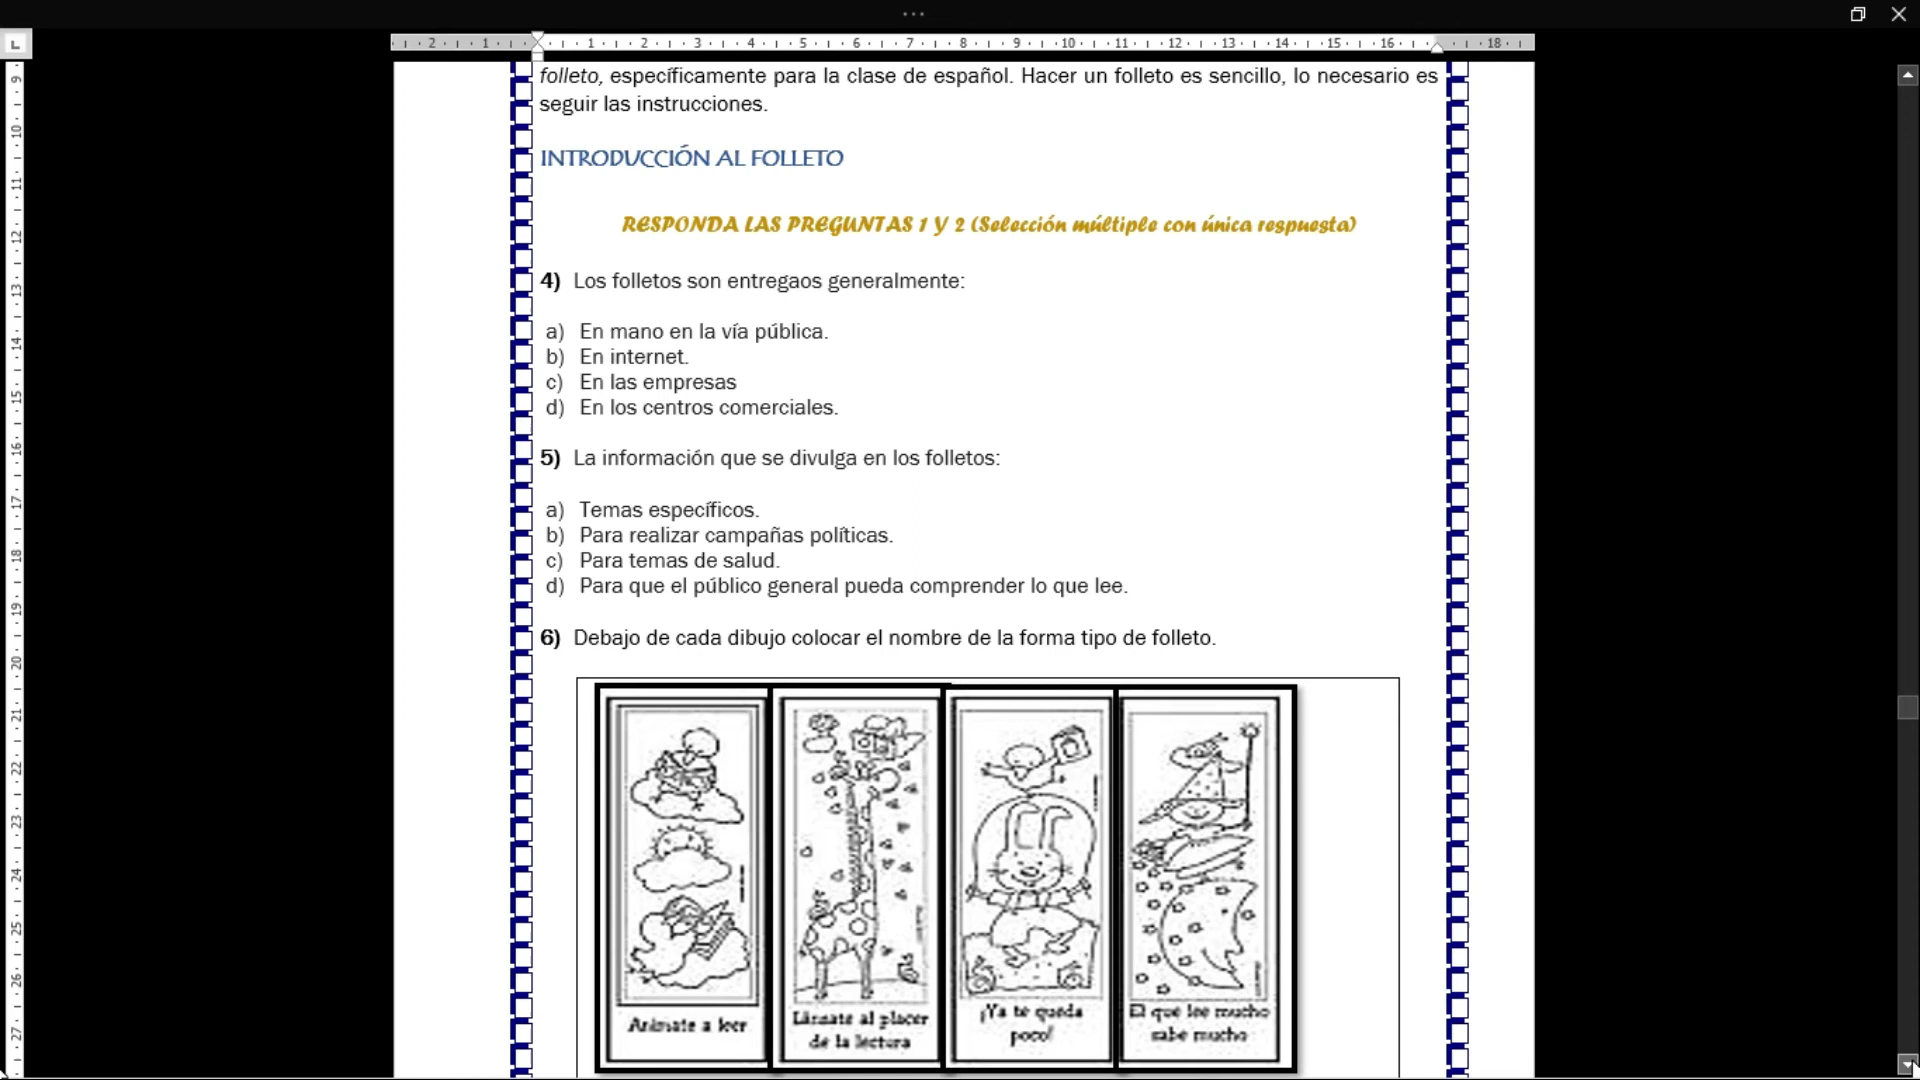 folleto, específicamente para la clase de español. Hacer un folleto es sencillo, lo necesario es
seguir las instrucciones.
INTRODUCCIÓN AL FOLLETO
RESPONDA LAS PREGUNTAS 1 Y 2 (Selección múltiple con única respuesta)
4) Los folletos son entregaos generalmente:
a) En mano en la vía pública.
b) En internet.
c) En las empresas
d) En los centros comerciales.
5) La información que se divulga en los folletos:
a) Temas específicos.
b) Para realizar campañas políticas.
c) Para temas de salud.
d) Para que el público general pueda comprender lo que lee.
6) Debajo de cada dibujo colocar el nombre de la forma tipo de folleto.
Anímate a leer
Lánzate al placer
de la lectura
¡Ya te queda
poco!
El que lee mucho
sabe mucho